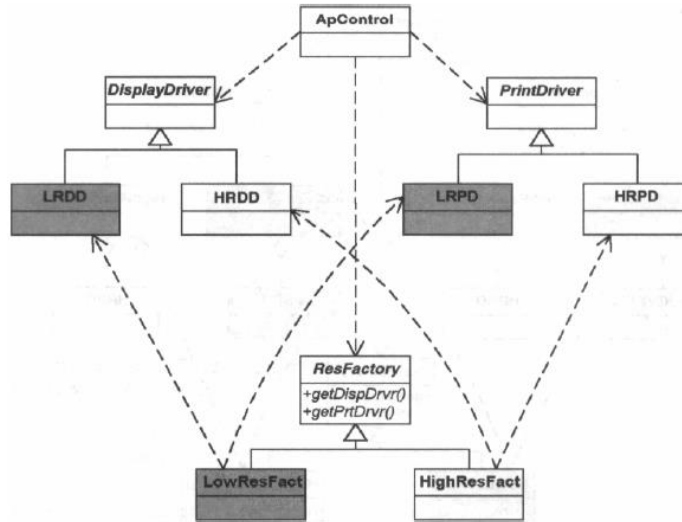 ApControl
DisplayDriver
PrintDriver
LRDD
HRDD
LRPD
HRPD
ResFactory
+getDispDrvr()
+getPrtDrvr()
LowResFact
HighResFact